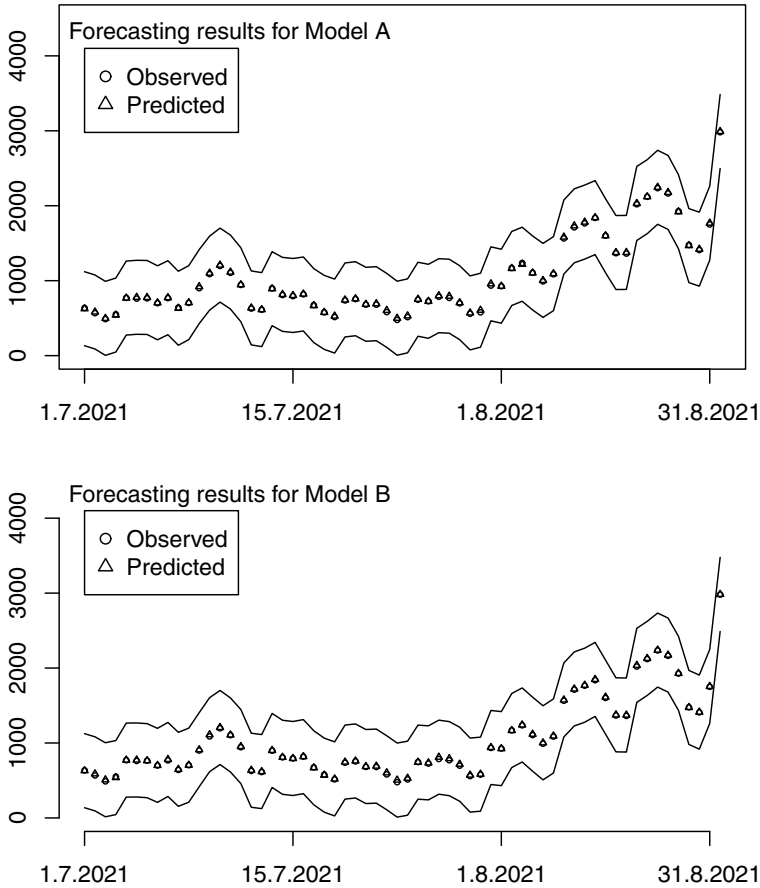 Forecasting results for Model A
Observed
Predicted
4000
3000
2000
1000
0
1.7.2021 15.7.2021 1.8.2021 31.8.2021
Forecasting results for Model B
Observed
Predicted
4000
3000
2000
1000
0
1.7.2021 15.7.2021 1.8.2021 31.8.2021